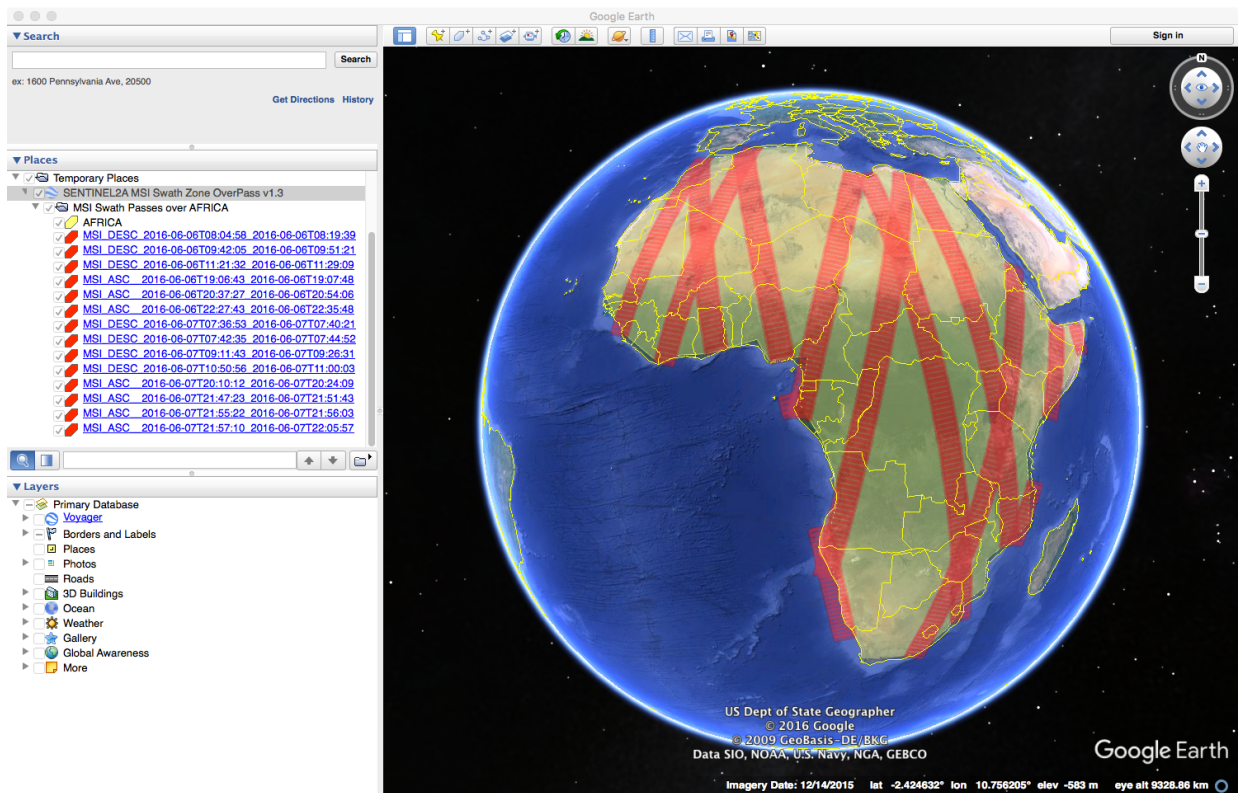 Google Earth
Search
Search
ex: 1600 Pennsylvania Ave, 20500
Get Directions History
Sign in
N
Places
Temporary Places
SENTINEL2A MSI Swath Zone OverPass v1.3
MSI Swath Passes over AFRICA
AFRICA
MSI_DESC_2016-06-06T08:04:58_2016-06-06T08:19:39
MSI_DESC_2016-06-06T09:42:05_2016-06-06T09:51:21
MSI_DESC_2016-06-06T11:21:32_2016-06-06T11:29:09
MSI_ASC__2016-06-06T19:06:43_2016-06-06T19:07:48
MSI_ASC__2016-06-06T20:37:27_2016-06-06T20:54:06
MSI_ASC__2016-06-06T22:27:43_2016-06-06T22:35:48
MSI_DESC_2016-06-07T07:36:53_2016-06-07T07:40:21
MSI_DESC_2016-06-07T07:42:35_2016-06-07T07:44:52
MSI_DESC_2016-06-07T09:11:43_2016-06-07T09:26:31
MSI_DESC_2016-06-07T10:50:56_2016-06-07T11:00:03
MSI_ASC__2016-06-07T20:10:12_2016-06-07T20:24:09
MSI_ASC__2016-06-07T21:47:23_2016-06-07T21:51:43
MSI_ASC__2016-06-07T21:55:22_2016-06-07T21:56:03
MSI_ASC__2016-06-07T21:57:10_2016-06-07T22:05:57
Layers
Primary Database
Voyager
Borders and Labels
Places
Photos
Roads
3D Buildings
Ocean
Weather
Gallery
Global Awareness
More
US Dept of State Geographer
© 2016 Google
© 2009 GeoBasis-DE/BKG
Data SIO, NOAA, U.S. Navy, NGA, GEBCO
Google Earth
Imagery Date: 12/14/2015 lat -2.424632° lon 10.756205° elev -583 m eye alt 9328.86 km